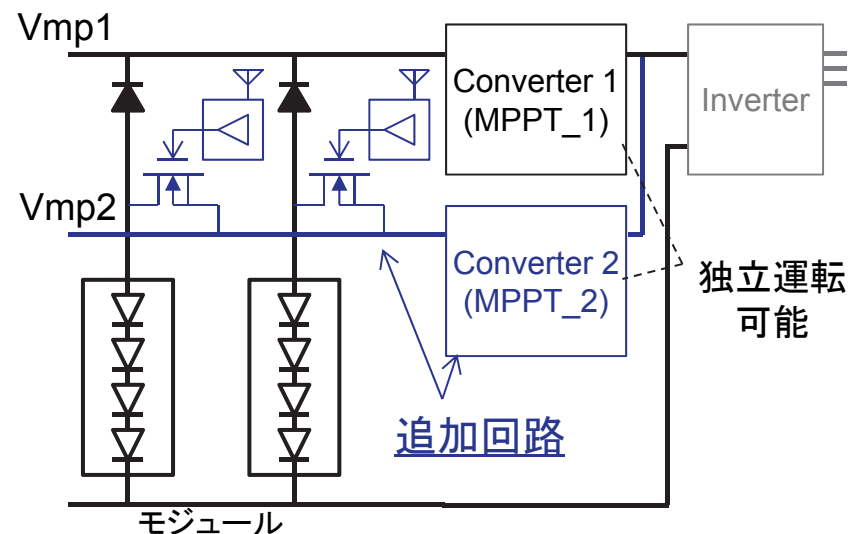 Vmp1
Converter 1
(MPPT_1)
Inverter
Vmp2
Converter 2
(MPPT_2)
独立運転
可能
追加回路
モジュール